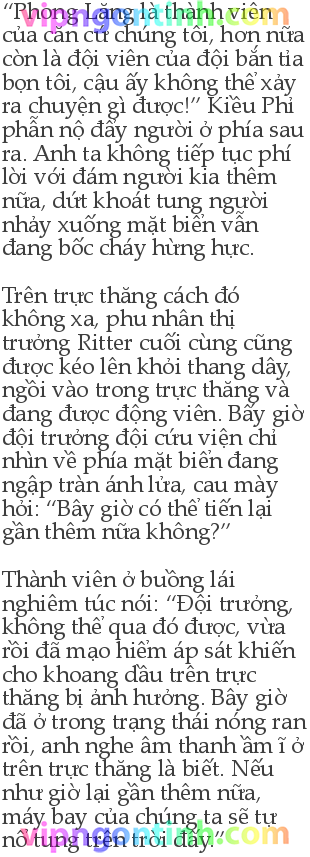 “Phong Lăng là thành viên
của căn cứ chúng tôi, hơn nữa
còn là đội viên của đội bắn tỉa
bọn tôi, cậu ấy không thể xảy
ra chuyện gì được!” Kiều Phỉ
phẫn nộ đẩy người ở phía sau
ra. Anh ta không tiếp tục phí
lời với đám người kia thêm
nữa, dứt khoát tung người
nhảy xuống mặt biển vẫn
đang bốc cháy hừng hực.
Trên trực thăng cách đó
không xa, phu nhân thị
trưởng Ritter cuối cùng cũng
được kéo lên khỏi thang dây,
ngồi vào trong trực thăng và
đang được động viên. Bấy giờ
đội trưởng đội cứu viện chỉ
nhìn về phía mặt biển đang
ngập tràn ánh lửa, cau mày
hỏi: “Bây giờ có thể tiến lại
gần thêm nữa không?”
Thành viên ở buồng lái
nghiêm túc nói: “Đội trưởng,
không thể qua đó được, vừa
rồi đã mạo hiểm áp sát khiến
cho khoang dầu trên trực
thăng bị ảnh hưởng. Bây giờ
đã ở trong trạng thái nóng ran
rồi, anh nghe âm thanh ầm ĩ ở
trên trực thăng là biết. Nếu
như giờ lại gần thêm nữa,
máy bay của chúng ta sẽ tự
nổ tung trên trời đấy.”
vipngontinh.com
vipngontinh.com